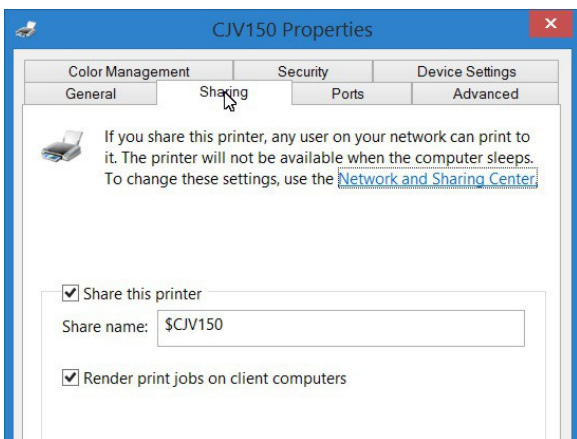 CJV150 Properties
Color Management Security Device Settings
General Sharing Ports Advanced
If you share this printer, any user on your network can print to
it. The printer will not be available when the computer sleeps.
To change these settings, use the Network and Sharing Center.
Share this printer
Share name: $CJV150
Render print jobs on client computers